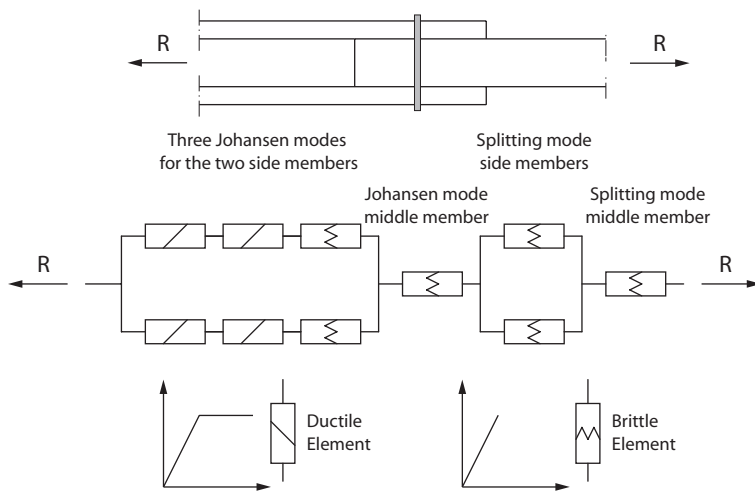 R
R
Three Johansen modes
for the two side members
Splitting mode
side members
Johansen mode
middle member
Splitting mode
middle member
R
R
Ductile
Element
Brittle
Element